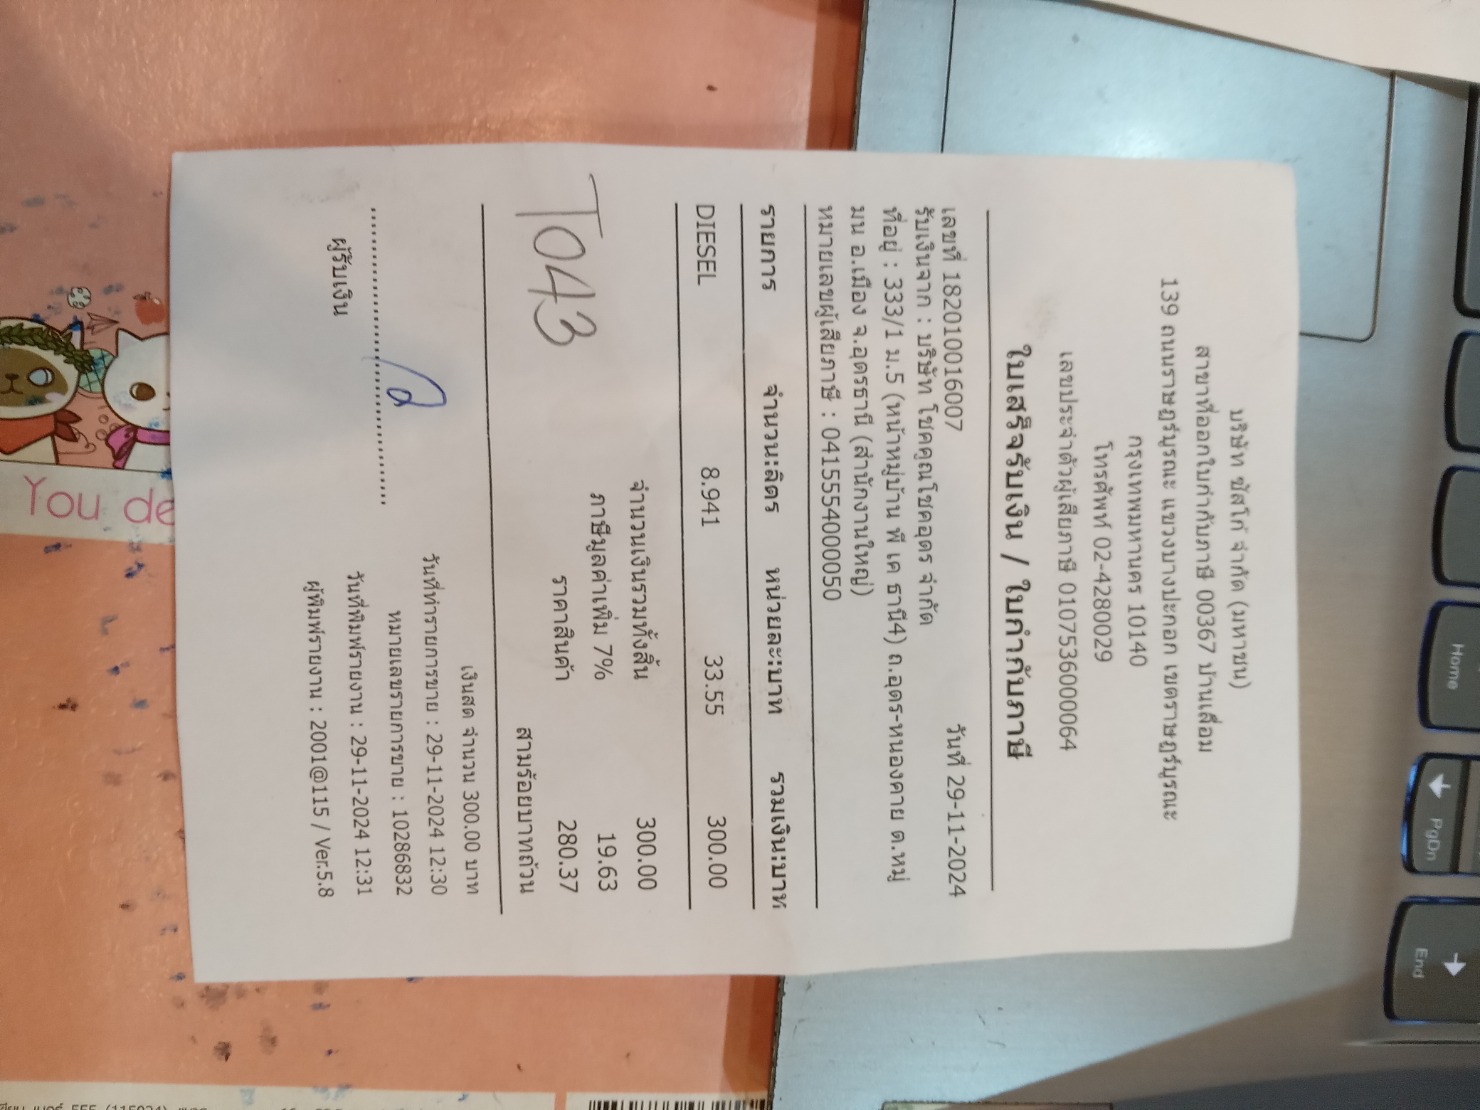 บริษัท ซัสโก้ จำกัด (มหาชน)
สาขาที่ออกใบกำกับภาษี 00367 บ้านเลื่อม
139 ถนนราษฎร์บูรณะ แขวงบางปะกอก เขตราษฎร์บูรณะ
กรุงเทพมหานคร 10140
โทรศัพท์ 02-4280029
เลขประจำตัวผู้เสียภาษี 0107536000064
ใบเสร็จรับเงิน / ใบกำกับภาษี
เลขที่ 182010016007 วันที่ 29-11-2024
รับเงินจาก : บริษัท โชคคูณโชคอุดร จำกัด
ที่อยู่ : 333/1 ม.5 (หน้าหมู่บ้าน พี เค ธานี4) ถ.อุดร-หนองคาย ต.หมู
มน อ.เมือง จ.อุดรธานี (สำนักงานใหญ่)
หมายเลขผู้เสียภาษี : 0415554000050
รายการ จำนวน:ลิตร หน่วยละ:บาท รวมเงิน:บาท
DIESEL 8.941 33.55 300.00
จำนวนเงินรวมทั้งสิ้น 300.00
ภาษีมูลค่าเพิ่ม 7% 19.63
ราคาสินค้า 280.37
T043
สามร้อยบาทถ้วน
เงินสด จำนวน 300.00 บาท
วันที่ทำรายการขาย : 29-11-2024 12:30
หมายเลขรายการขาย : 10286832
วันที่พิมพ์รายงาน : 29-11-2024 12:31
ผู้พิมพ์รายงาน : 2001@115 / Ver.5.8
ผู้รับเงิน
You de
Home
PgDn
End